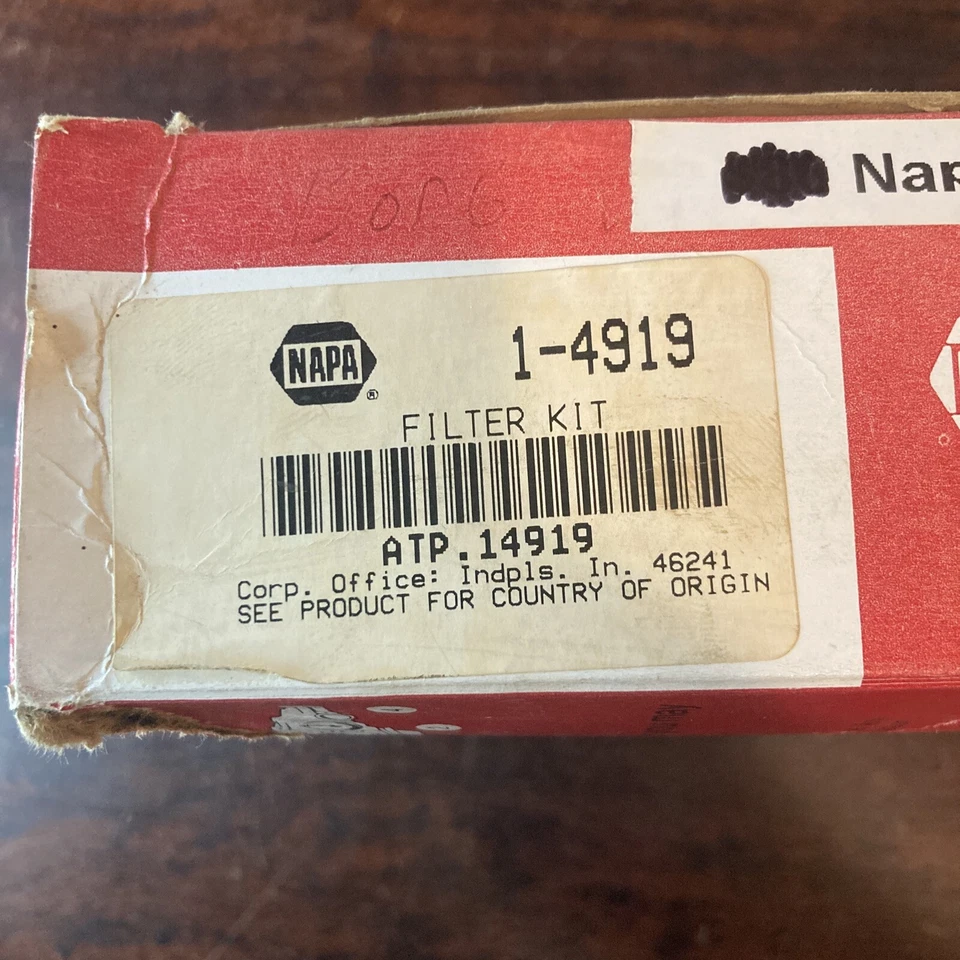 Nap
NAPA
®
1-4919
FILTER KIT
ATP.14919
Corp. Office: Indpls. In. 46241
SEE PRODUCT FOR COUNTRY OF ORIGIN